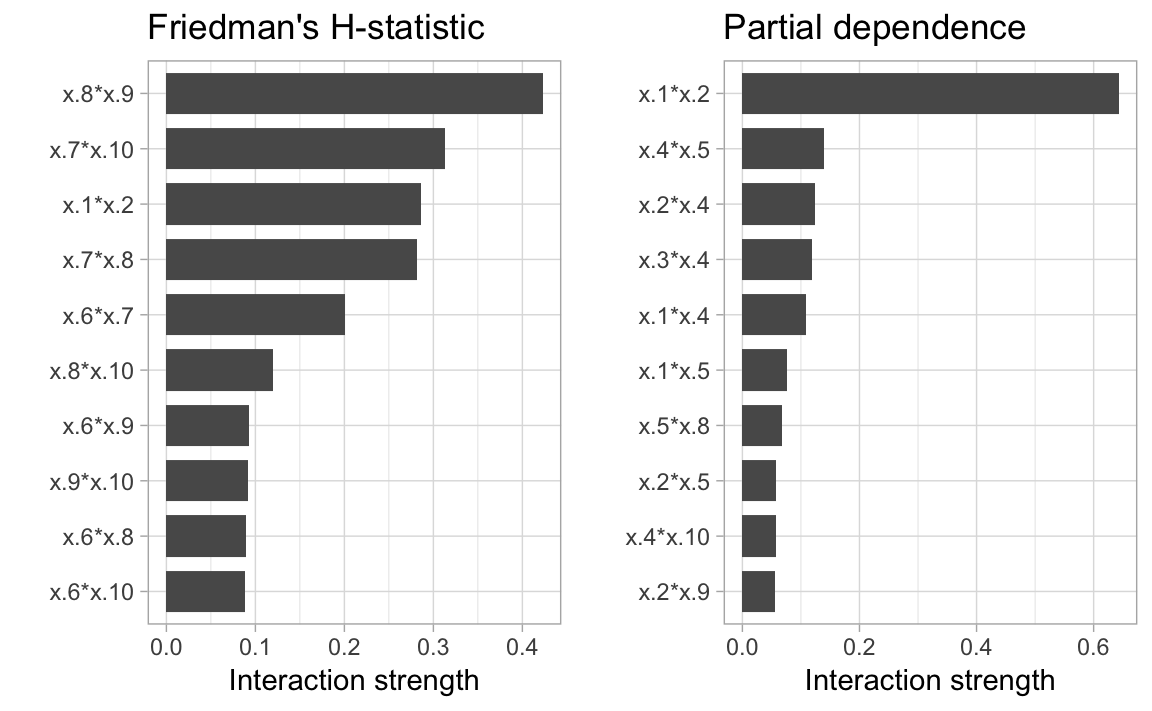 Friedman's H-statistic
x.8*x.9
x.7*x.10
x.1*x.2
x.7*x.8
x.6*x.7
x.8*x.10
x.6*x.9
x.9*x.10
x.6*x.8
x.6*x.10
0.0 0.1 0.2 0.3 0.4
Interaction strength
Partial dependence
x.1*x.2
x.4*x.5
x.2*x.4
x.3*x.4
x.1*x.4
x.1*x.5
x.5*x.8
x.2*x.5
x.4*x.10
x.2*x.9
0.0 0.2 0.4 0.6
Interaction strength